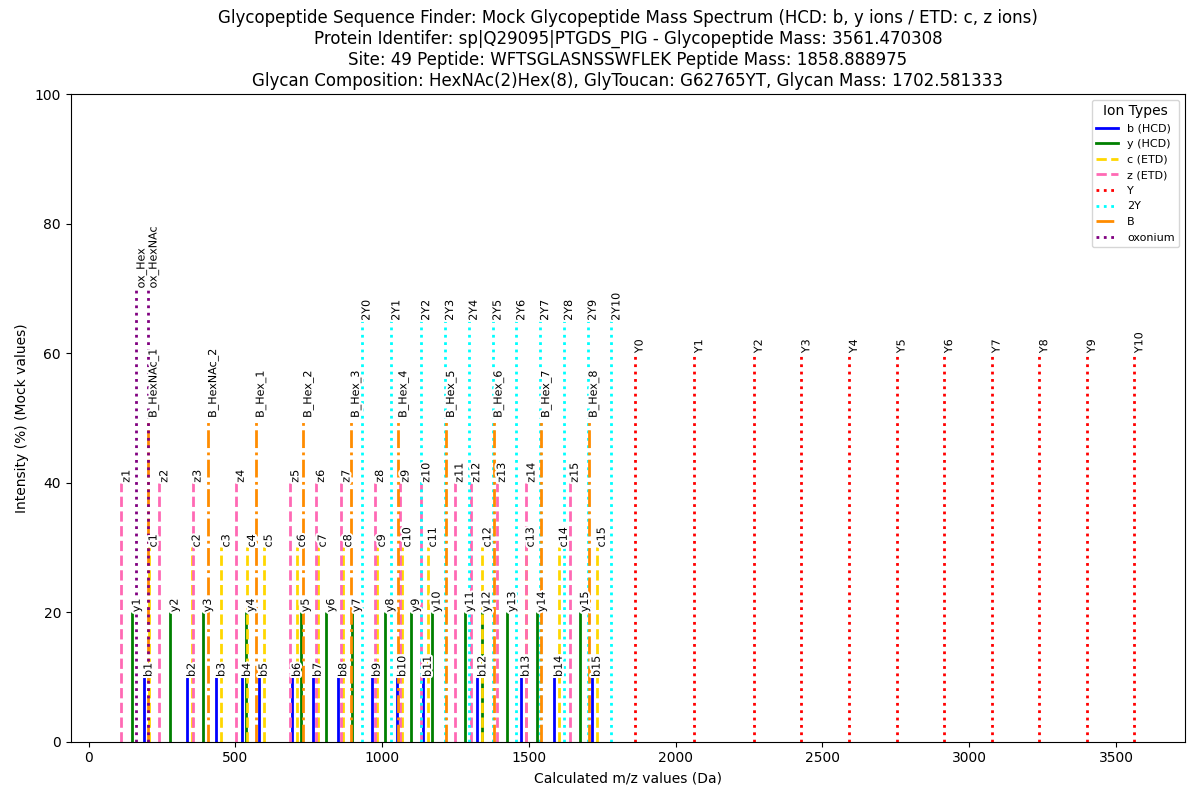 Glycopeptide Sequence Finder: Mock Glycopeptide Mass Spectrum (HCD: b, y ions / ETD: c, z ions)
Protein Identifer: sp|Q29095|PTGDS_PIG - Glycopeptide Mass: 3561.470308
Site: 49 Peptide: WFTSGLASNSSWFLEK Peptide Mass: 1858.888975
Glycan Composition: HexNAc(2)Hex(8), GlyToucan: G62765YT, Glycan Mass: 1702.581333
Ion Types
b (HCD)
y (HCD)
c (ETD)
z (ETD)
Y
2Y
B
oxonium
ox_Hex ox_HexNAc
2Y0 2Y1 2Y2 2Y3 2Y4 2Y5 2Y6 2Y7 2Y8 2Y9 2Y10
Y0 Y1 Y2 Y3 Y4 Y5 Y6 Y7 Y8 Y9 Y10
B_HexNAc_1 B_HexNAc_2 B_Hex_1 B_Hex_2 B_Hex_3 B_Hex_4 B_Hex_5 B_Hex_6 B_Hex_7 B_Hex_8
z1 z2 z3 z4 z5 z6 z7 z8 z9 z10 z11 z12 z13 z14 z15
c1 c2 c3 c4 c5 c6 c7 c8 c9 c10 c11 c12 c13 c14 c15
y1 y2 y3 y4 y5 y6 y7 y8 y9 y10 y11 y12 y13 y14 y15
b1 b2 b3 b4 b5 b6 b7 b8 b9 b10 b11 b12 b13 b14 b15
100
80
60
40
20
0
Intensity (%) (Mock values)
0 500 1000 1500 2000 2500 3000 3500
Calculated m/z values (Da)